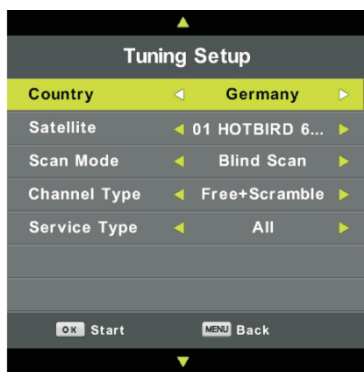 Tuning Setup
Country Germany
Satellite 01 HOTBIRD 6...
Scan Mode Blind Scan
Channel Type Free+Scramble
Service Type All
OK Start MENU Back